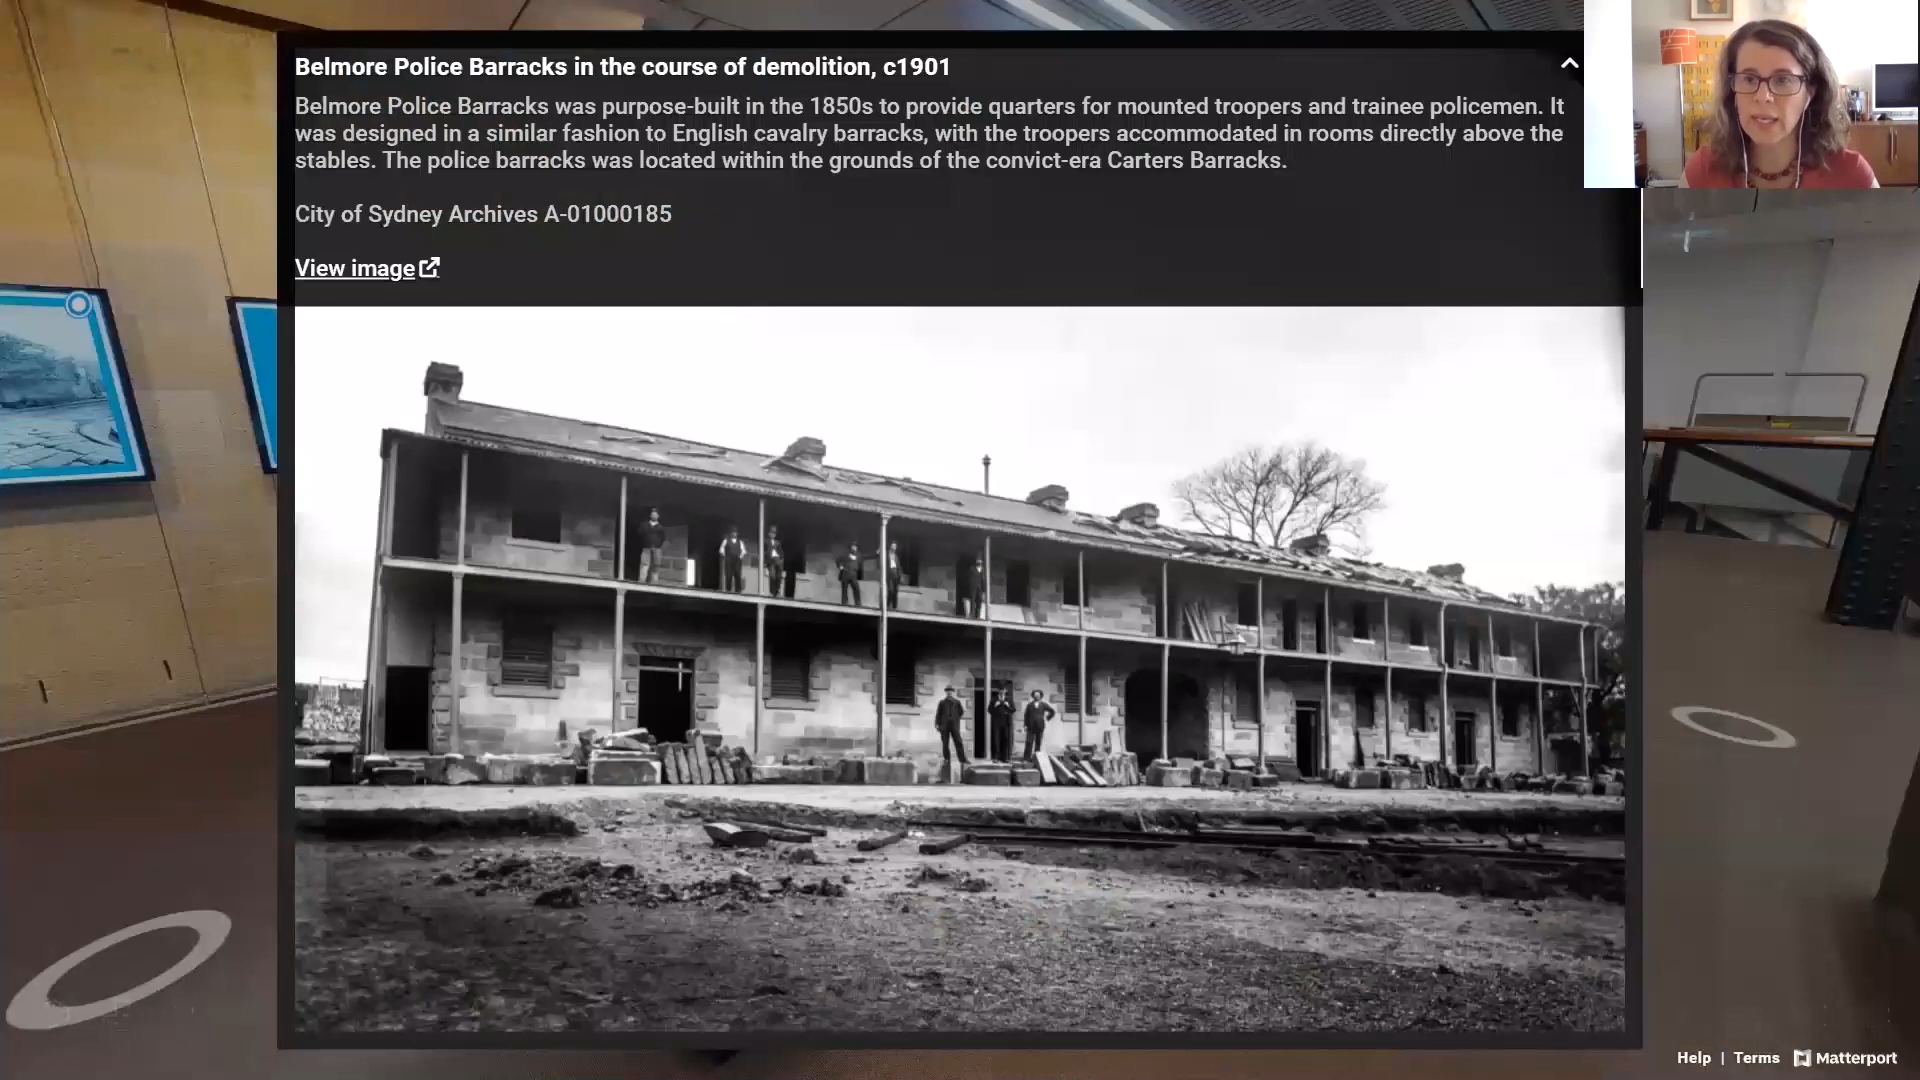 Belmore Police Barracks in the course of demolition, c1901
Belmore Police Barracks was purpose-built in the 1850s to provide quarters for mounted troopers and trainee policemen. It
was designed in a similar fashion to English cavalry barracks, with the troopers accommodated in rooms directly above the
stables. The police barracks was located within the grounds of the convict-era Carters Barracks.
City of Sydney Archives A-01000185
View image
Help | Terms Matterport